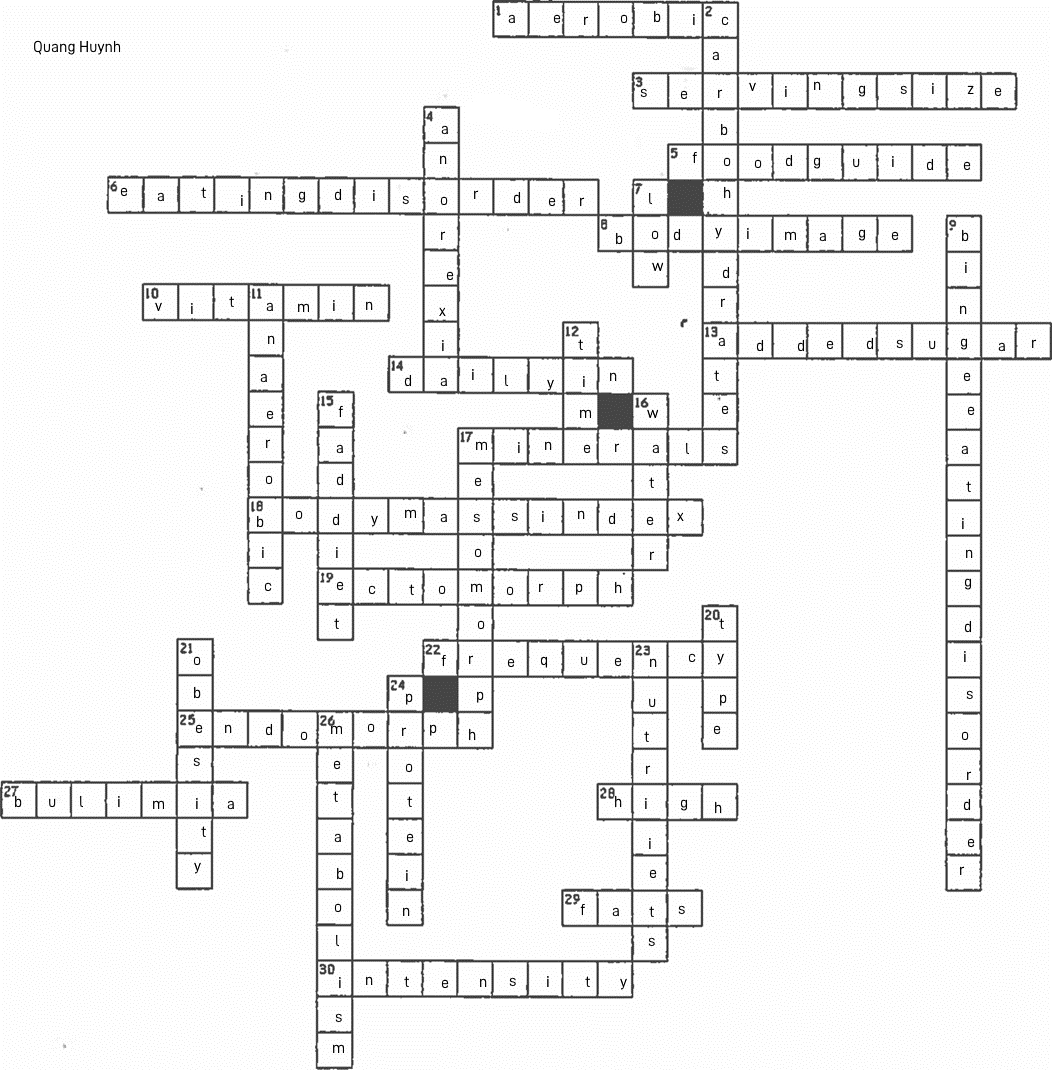 Quang Huynh
1 a e r o b i 2 c
a
3 s e r v i n g s i z e
4 a b
n 5 f o o d g u i d e
6 e a t i n g d i s o r d e r 7 l h
r 8 b o d y i m a g e 9 b
e w d i
10 v i t 11 a m i n x r n
n i 12 t 13 a d d e d s u g a r
a 14 d a i l y i n t e
e 15 f m 16 w e e
r a 17 m i n e r a l s a
o d e t t
18 b o d y m a s s i n d e x i
i i o r n
c 19 e c t o m o r p h g
t o 20 t d
21 o 22 f r e q u e 23 n c y i
b 24 p p u p s
25 e n d o 26 m o r p h t e o
s e o r r
27 b u l i m i a t t 28 h i g h d
t a e i e
y b i e r
o n 29 f a t s
l s
30 i n t e n s i t y
s
m